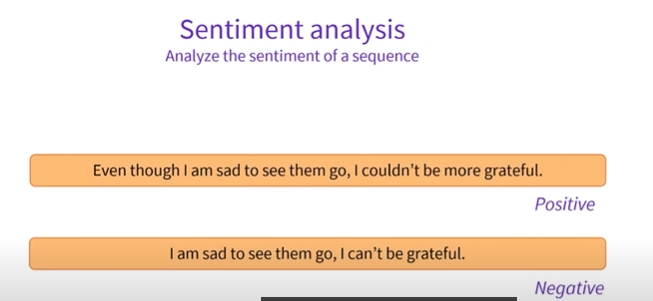 Sentiment analysis
Analyze the sentiment of a sequence
Even though I am sad to see them go, I couldn't be more grateful.
Positive
I am sad to see them go, I can't be grateful.
Negative